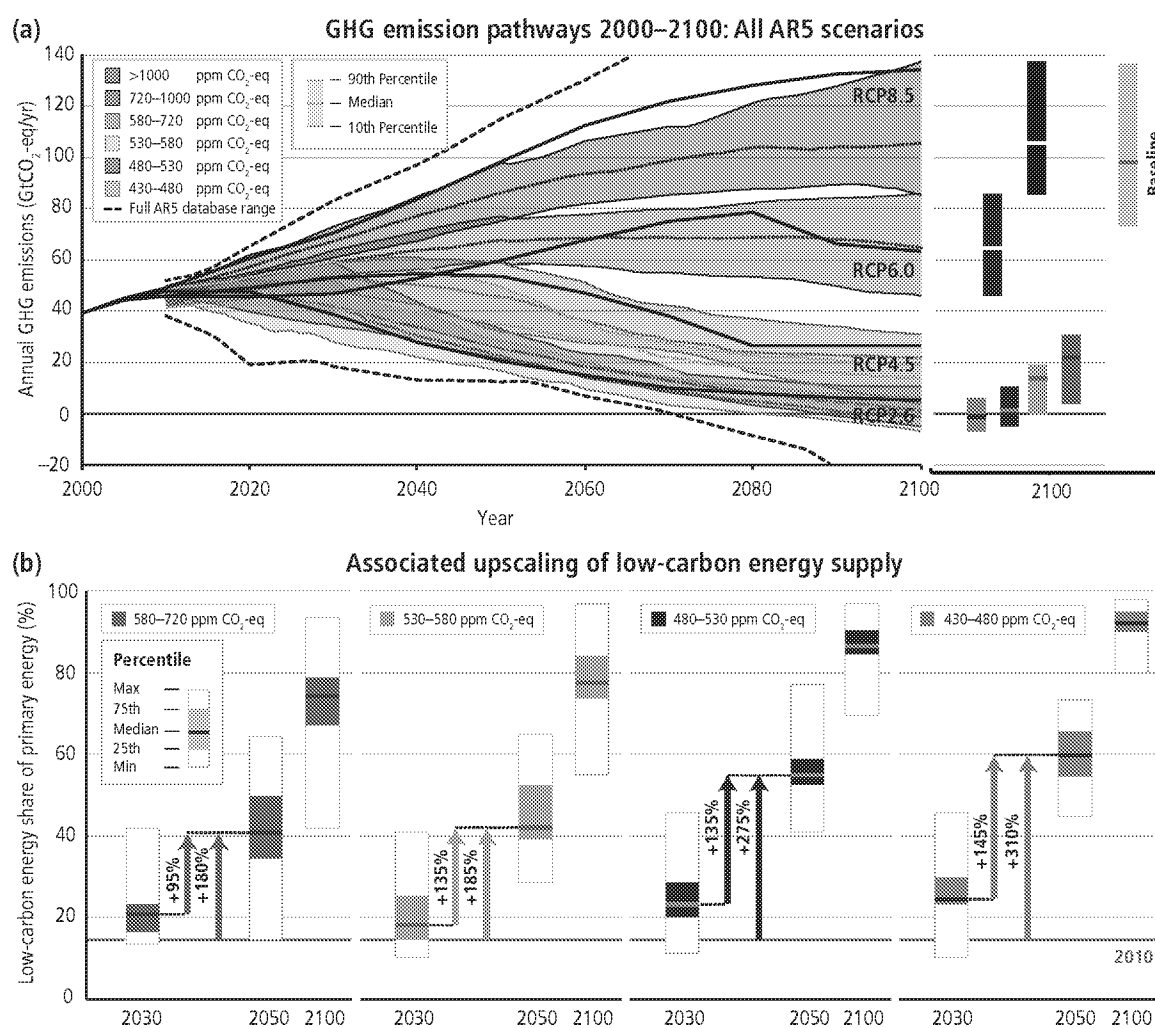 (a)
GHG emission pathways 2000–2100: All AR5 scenarios
Annual GHG emissions (GtCO2-eq/yr)
140
120
100
80
60
40
20
0
–20
>1000 ppm CO2-eq
720–1000 ppm CO2-eq
580–720 ppm CO2-eq
530–580 ppm CO2-eq
480–530 ppm CO2-eq
430–480 ppm CO2-eq
Full AR5 database range
90th Percentile
Median
10th Percentile
RCP8.5
RCP6.0
RCP4.5
RCP2.6
Baseline
2000 2020 2040 2060 2080 2100 2100
Year
(b)
Associated upscaling of low-carbon energy supply
Low-carbon energy share of primary energy (%)
100
80
60
40
20
0
580–720 ppm CO2-eq
530–580 ppm CO2-eq
480–530 ppm CO2-eq
430–480 ppm CO2-eq
Percentile
Max
75th
Median
25th
Min
+95%
+180%
+135%
+185%
+135%
+275%
+145%
+310%
2010
2030 2050 2100 2030 2050 2100 2030 2050 2100 2030 2050 2100